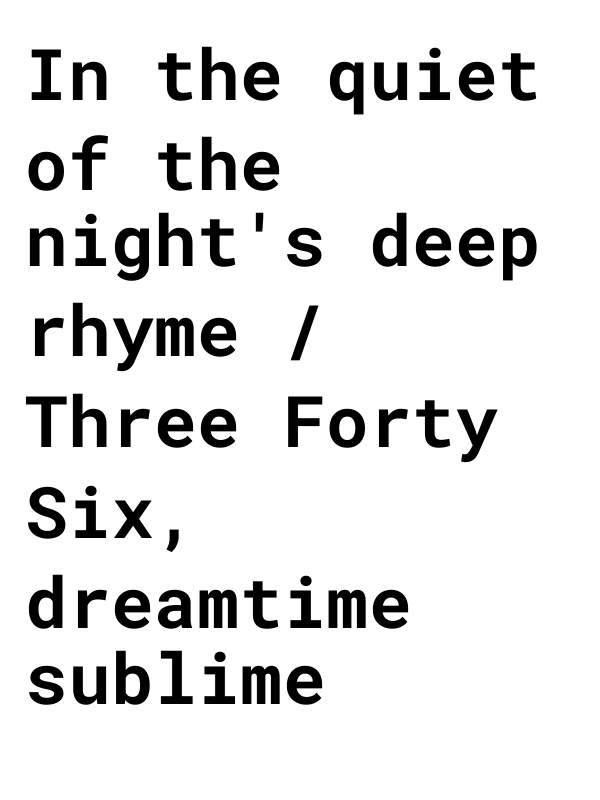 In the quiet
of the
night's deep
rhyme /
Three Forty
Six,
dreamtime
sublime